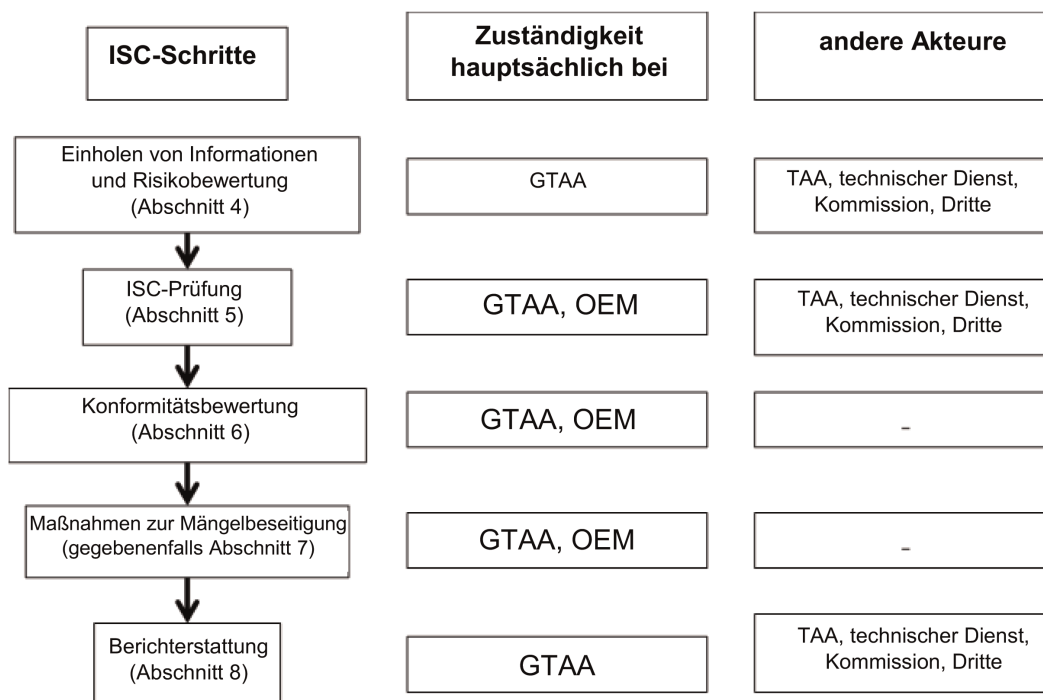 ISC-Schritte
Zuständigkeit
hauptsächlich bei
andere Akteure
Einholen von Informationen
und Risikobewertung
(Abschnitt 4)
GTAA
TAA, technischer Dienst,
Kommission, Dritte
ISC-Prüfung
(Abschnitt 5)
GTAA, OEM
TAA, technischer Dienst,
Kommission, Dritte
Konformitätsbewertung
(Abschnitt 6)
GTAA, OEM
-
Maßnahmen zur Mängelbeseitigung
(gegebenenfalls Abschnitt 7)
GTAA, OEM
-
Berichterstattung
(Abschnitt 8)
GTAA
TAA, technischer Dienst,
Kommission, Dritte